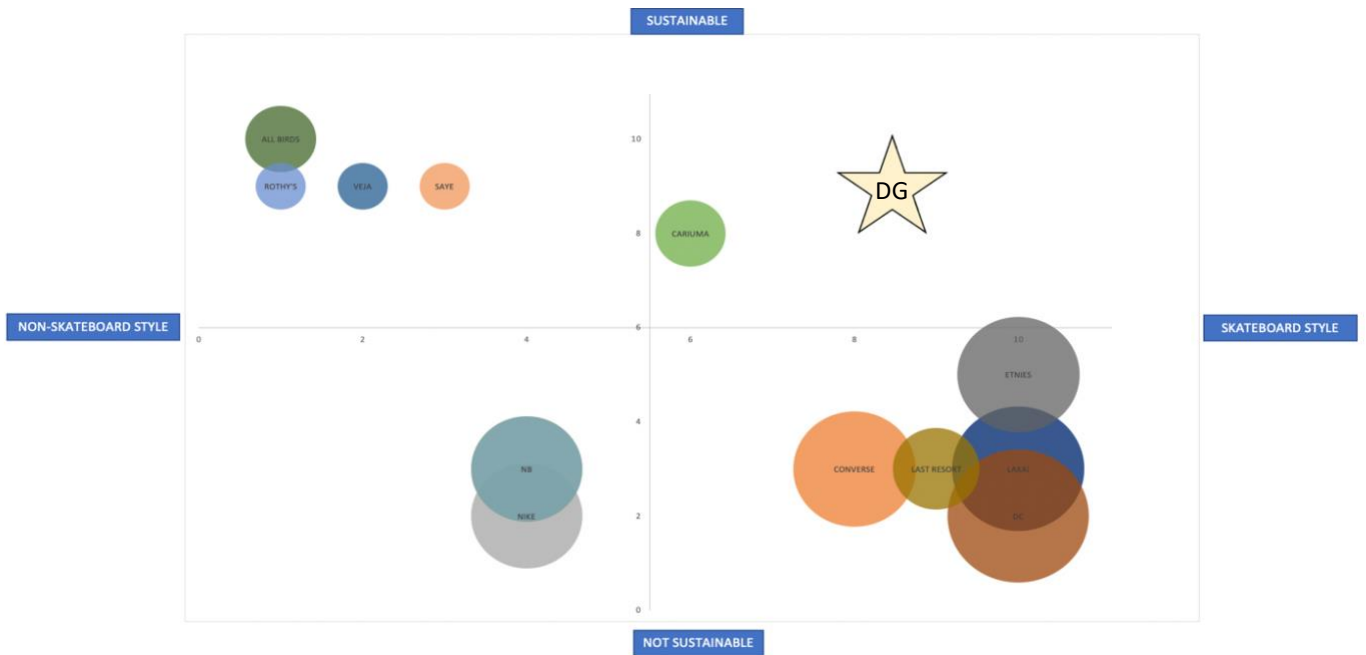 SUSTAINABLE
ALL BIRDS
10
ROTHY'S
VEJA
SAYE
DG
8
CARIUMA
NON-SKATEBOARD STYLE
SKATEBOARD STYLE
6
0
2
4
6
8
10
ETNIES
4
NB
CONVERSE
LAST RESORT
NIKE
2
DC
0
NOT SUSTAINABLE